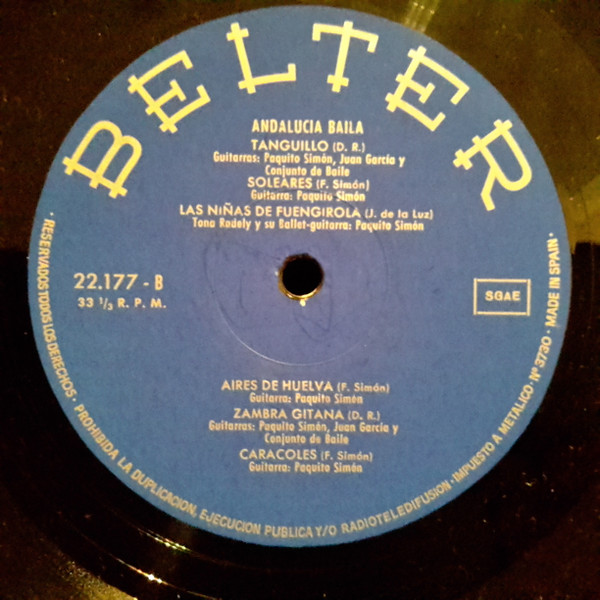 BELTER
ANDALUCIA BAILA
TANGUILLO (D. R.)
Guitarras: Paquito Simón, Juan García y
Conjunto de Baile
SOLEARES (F. Simón)
Guitarra: Paquito Simón
LAS NIÑAS DE FUENGIROLA (J. de la Luz)
Tona Radely y su Ballet-guitarra: Paquito Simón
22.177 - B
33 1/3 R. P. M.
SGAE
AIRES DE HUELVA (F. Simón)
Guitarra: Paquito Simón
ZAMBRA GITANA (D. R.)
Guitarras: Paquito Simón, Juan García y
Conjunto de Baile
CARACOLES (F. Simón)
Guitarra: Paquito Simón
· RESERVADOS TODOS LOS DERECHOS · PROHIBIDA LA DUPLICACION, EJECUCION PUBLICA Y/O RADIOTELEDIFUSION · IMPUESTO A METALICO · Nº 3730 · MADE IN SPAIN ·